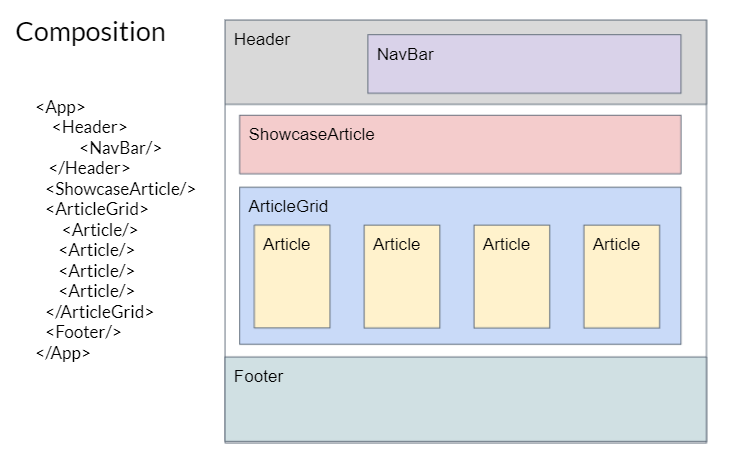 Composition
<App>
<Header>
<NavBar/>
</Header>
<ShowcaseArticle/>
<ArticleGrid>
<Article/>
<Article/>
<Article/>
<Article/>
</ArticleGrid>
<Footer/>
</App>
Header
NavBar
ShowcaseArticle
ArticleGrid
Article
Article
Article
Article
Footer